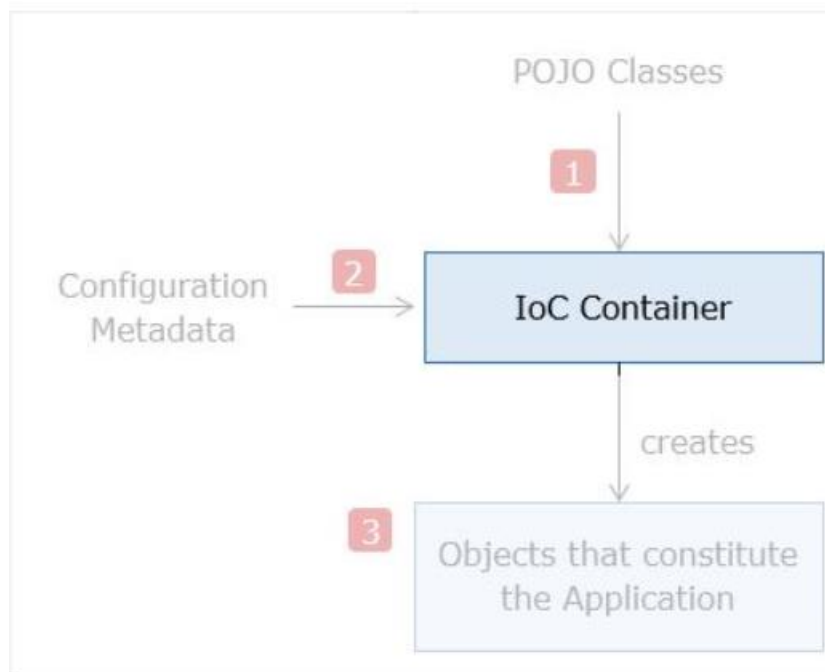 POJO Classes
1
2
Configuration
Metadata
IoC Container
creates
3
Objects that constitute
the Application